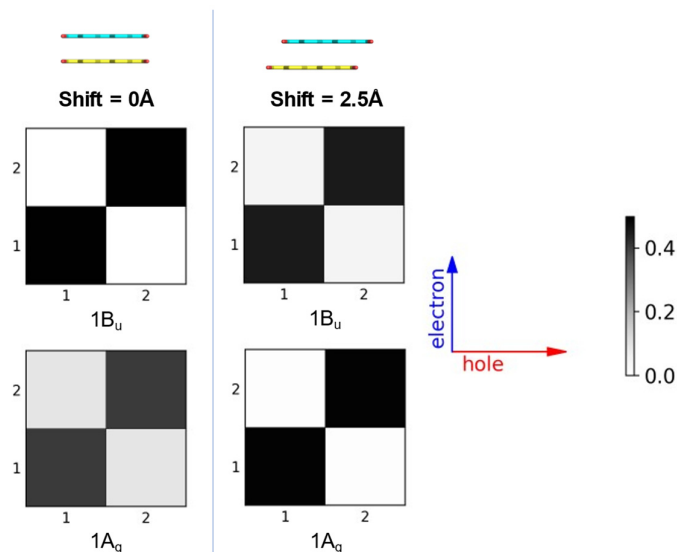 Shift = 0Å
Shift = 2.5Å
2
1
1 2
1Bu
2
1
1 2
1Bu
electron
hole
0.4
0.2
0.0
2
1
1 2
1Ag
2
1
1 2
1Ag